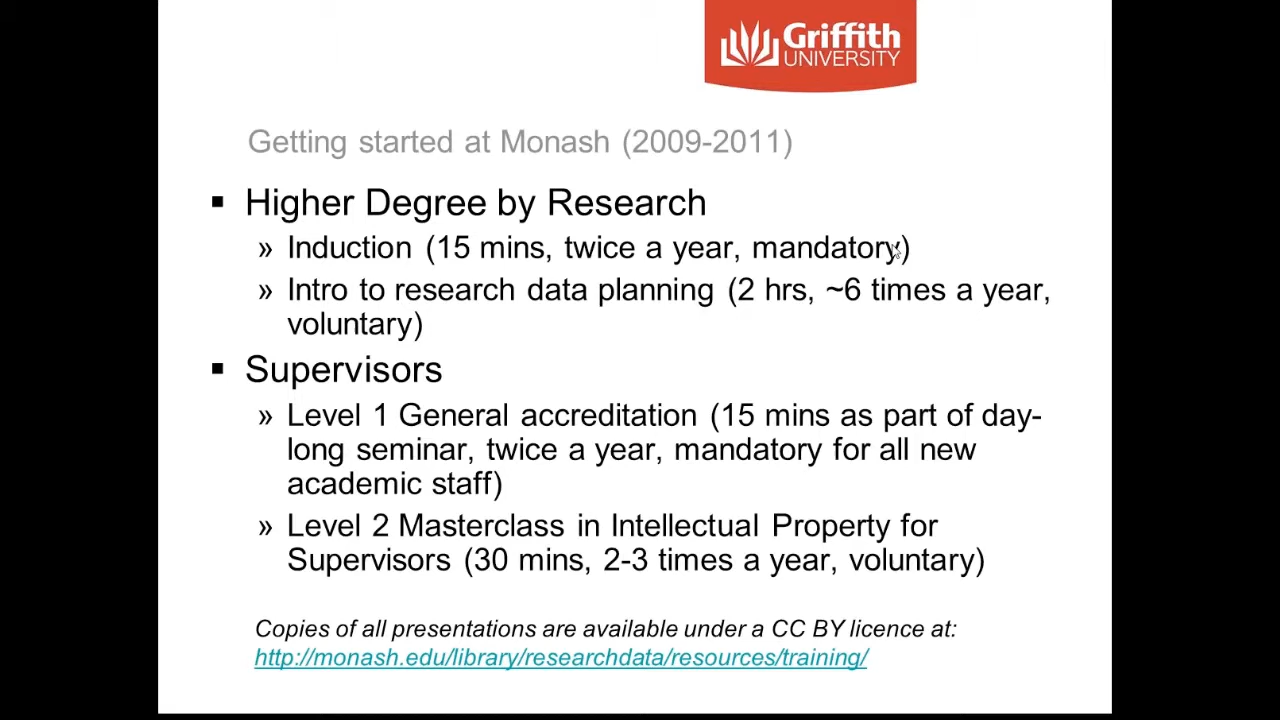 Griffith
UNIVERSITY
Getting started at Monash (2009-2011)
▪ Higher Degree by Research
» Induction (15 mins, twice a year, mandatory)
» Intro to research data planning (2 hrs, ~6 times a year,
voluntary)
▪ Supervisors
» Level 1 General accreditation (15 mins as part of day-
long seminar, twice a year, mandatory for all new
academic staff)
» Level 2 Masterclass in Intellectual Property for
Supervisors (30 mins, 2-3 times a year, voluntary)
Copies of all presentations are available under a CC BY licence at:
http://monash.edu/library/researchdata/resources/training/